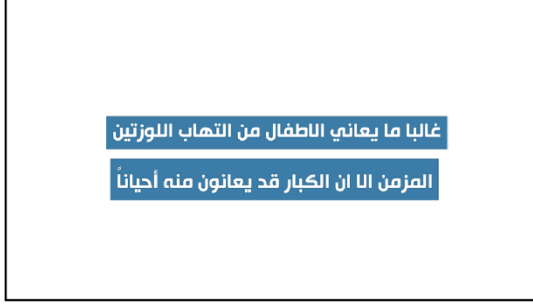 غالبا ما يعاني الاطفال من التهاب اللوزتين
المزمن الا ان الكبار قد يعانون منه أحياناً